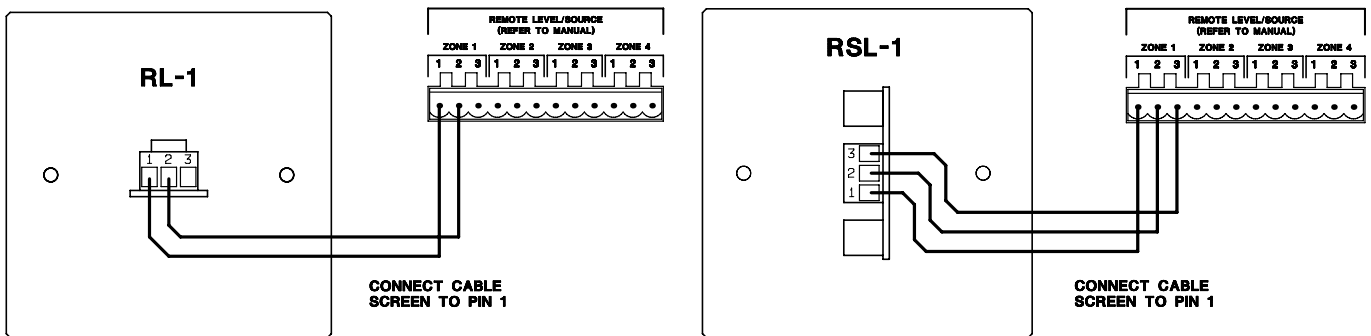 REMOTE LEVEL/SOURCE
(REFER TO MANUAL)
ZONE 1 ZONE 2 ZONE 3 ZONE 4
1 2 3 1 2 3 1 2 3 1 2 3
RL-1
1 2 3
CONNECT CABLE
SCREEN TO PIN 1
REMOTE LEVEL/SOURCE
(REFER TO MANUAL)
ZONE 1 ZONE 2 ZONE 3 ZONE 4
1 2 3 1 2 3 1 2 3 1 2 3
RSL-1
3
2
1
CONNECT CABLE
SCREEN TO PIN 1